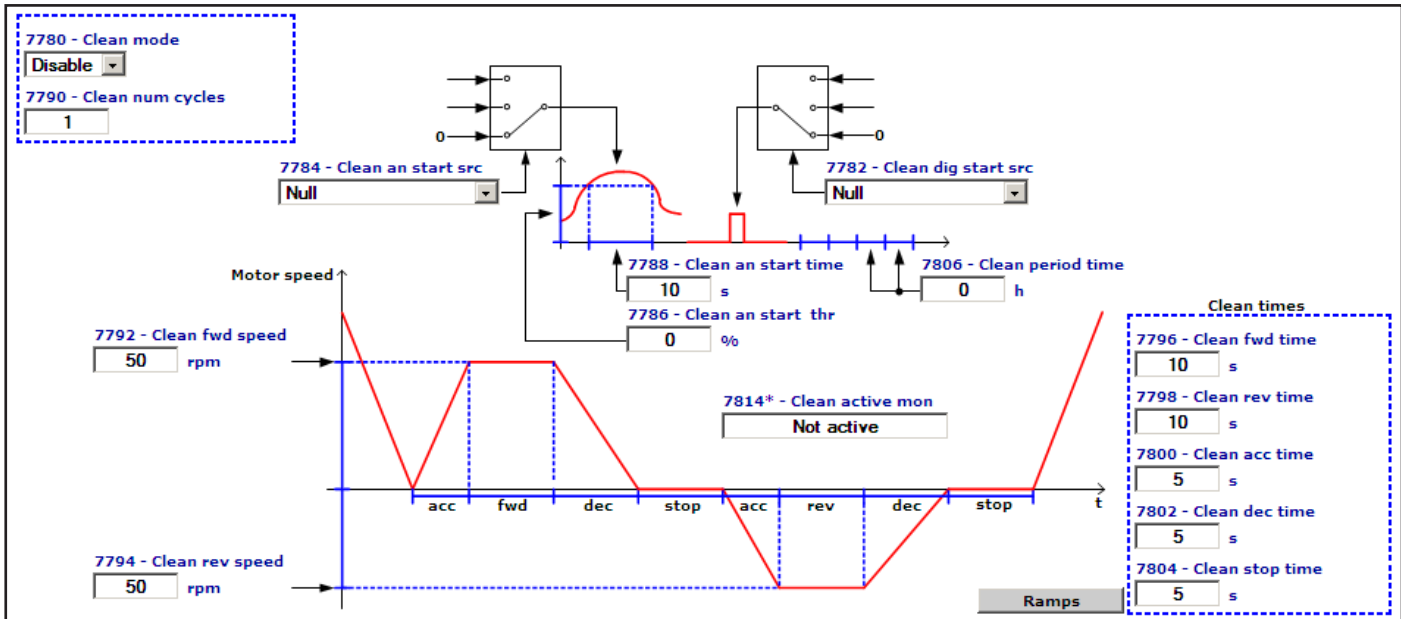 7780 - Clean mode
Disable
7790 - Clean num cycles
1
0
0
7784 - Clean an start src
Null
7782 - Clean dig start src
Null
7788 - Clean an start time
10 s
7806 - Clean period time
0 h
7786 - Clean an start  thr
0 %
Motor speed
7792 - Clean fwd speed
50 rpm
7814* - Clean active mon
Not active
acc fwd dec stop acc rev dec stop t
7794 - Clean rev speed
50 rpm
Ramps
Clean times
7796 - Clean fwd time
10 s
7798 - Clean rev time
10 s
7800 - Clean acc time
5 s
7802 - Clean dec time
5 s
7804 - Clean stop time
5 s